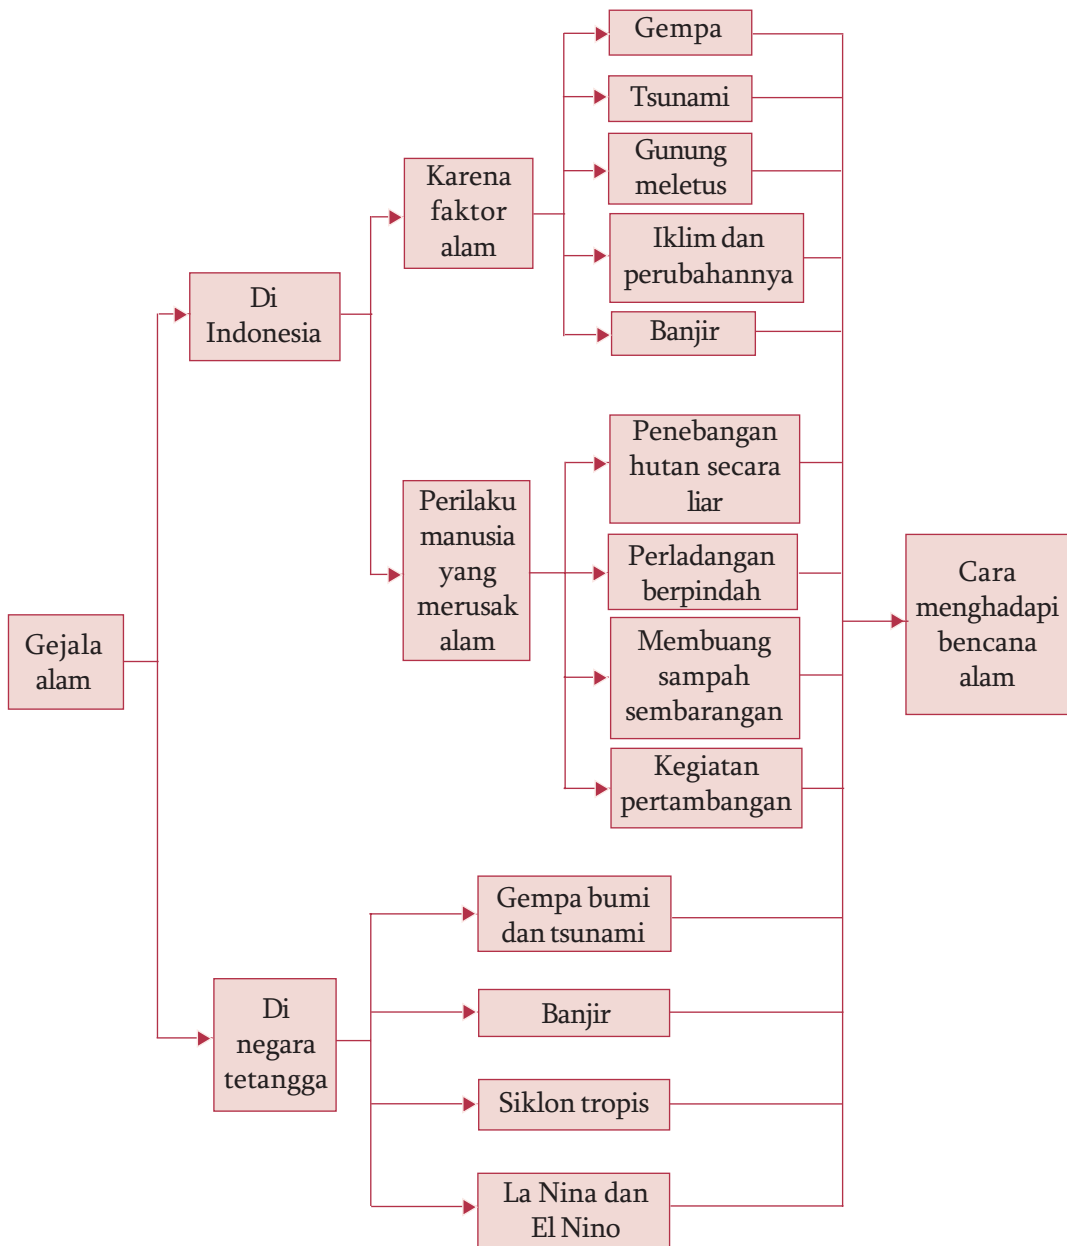 Gejala
alam
Di
Indonesia
Karena
faktor
alam
Gempa
Tsunami
Gunung
meletus
Iklim dan
perubahannya
Banjir
Perilaku
manusia
yang
merusak
alam
Penebangan
hutan secara
liar
Perladangan
berpindah
Membuang
sampah
sembarangan
Kegiatan
pertambangan
Di
negara
tetangga
Gempa bumi
dan tsunami
Banjir
Siklon tropis
La Nina dan
El Nino
Cara
menghadapi
bencana
alam